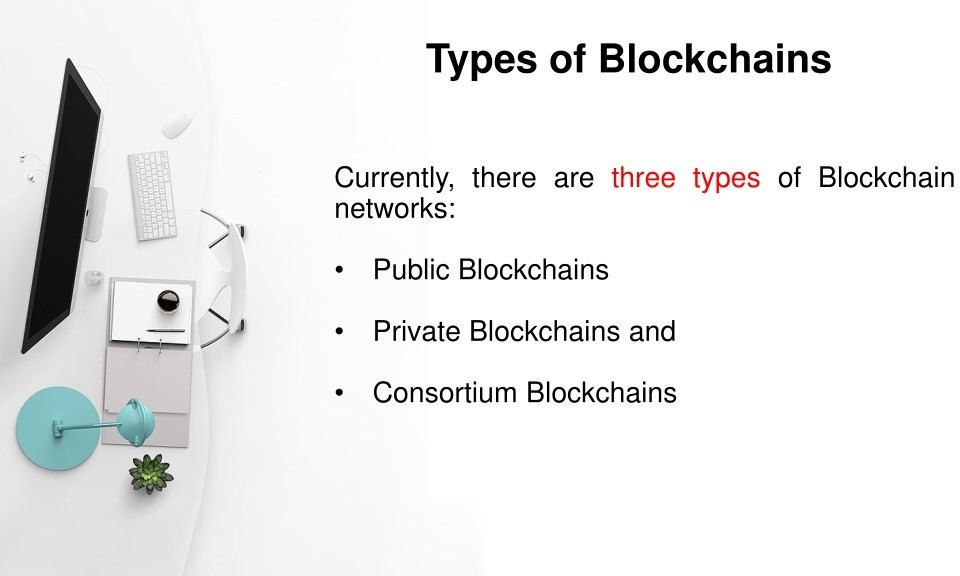 Types of Blockchains
Currently, there are three types of Blockchain
networks:
• Public Blockchains
• Private Blockchains and
• Consortium Blockchains